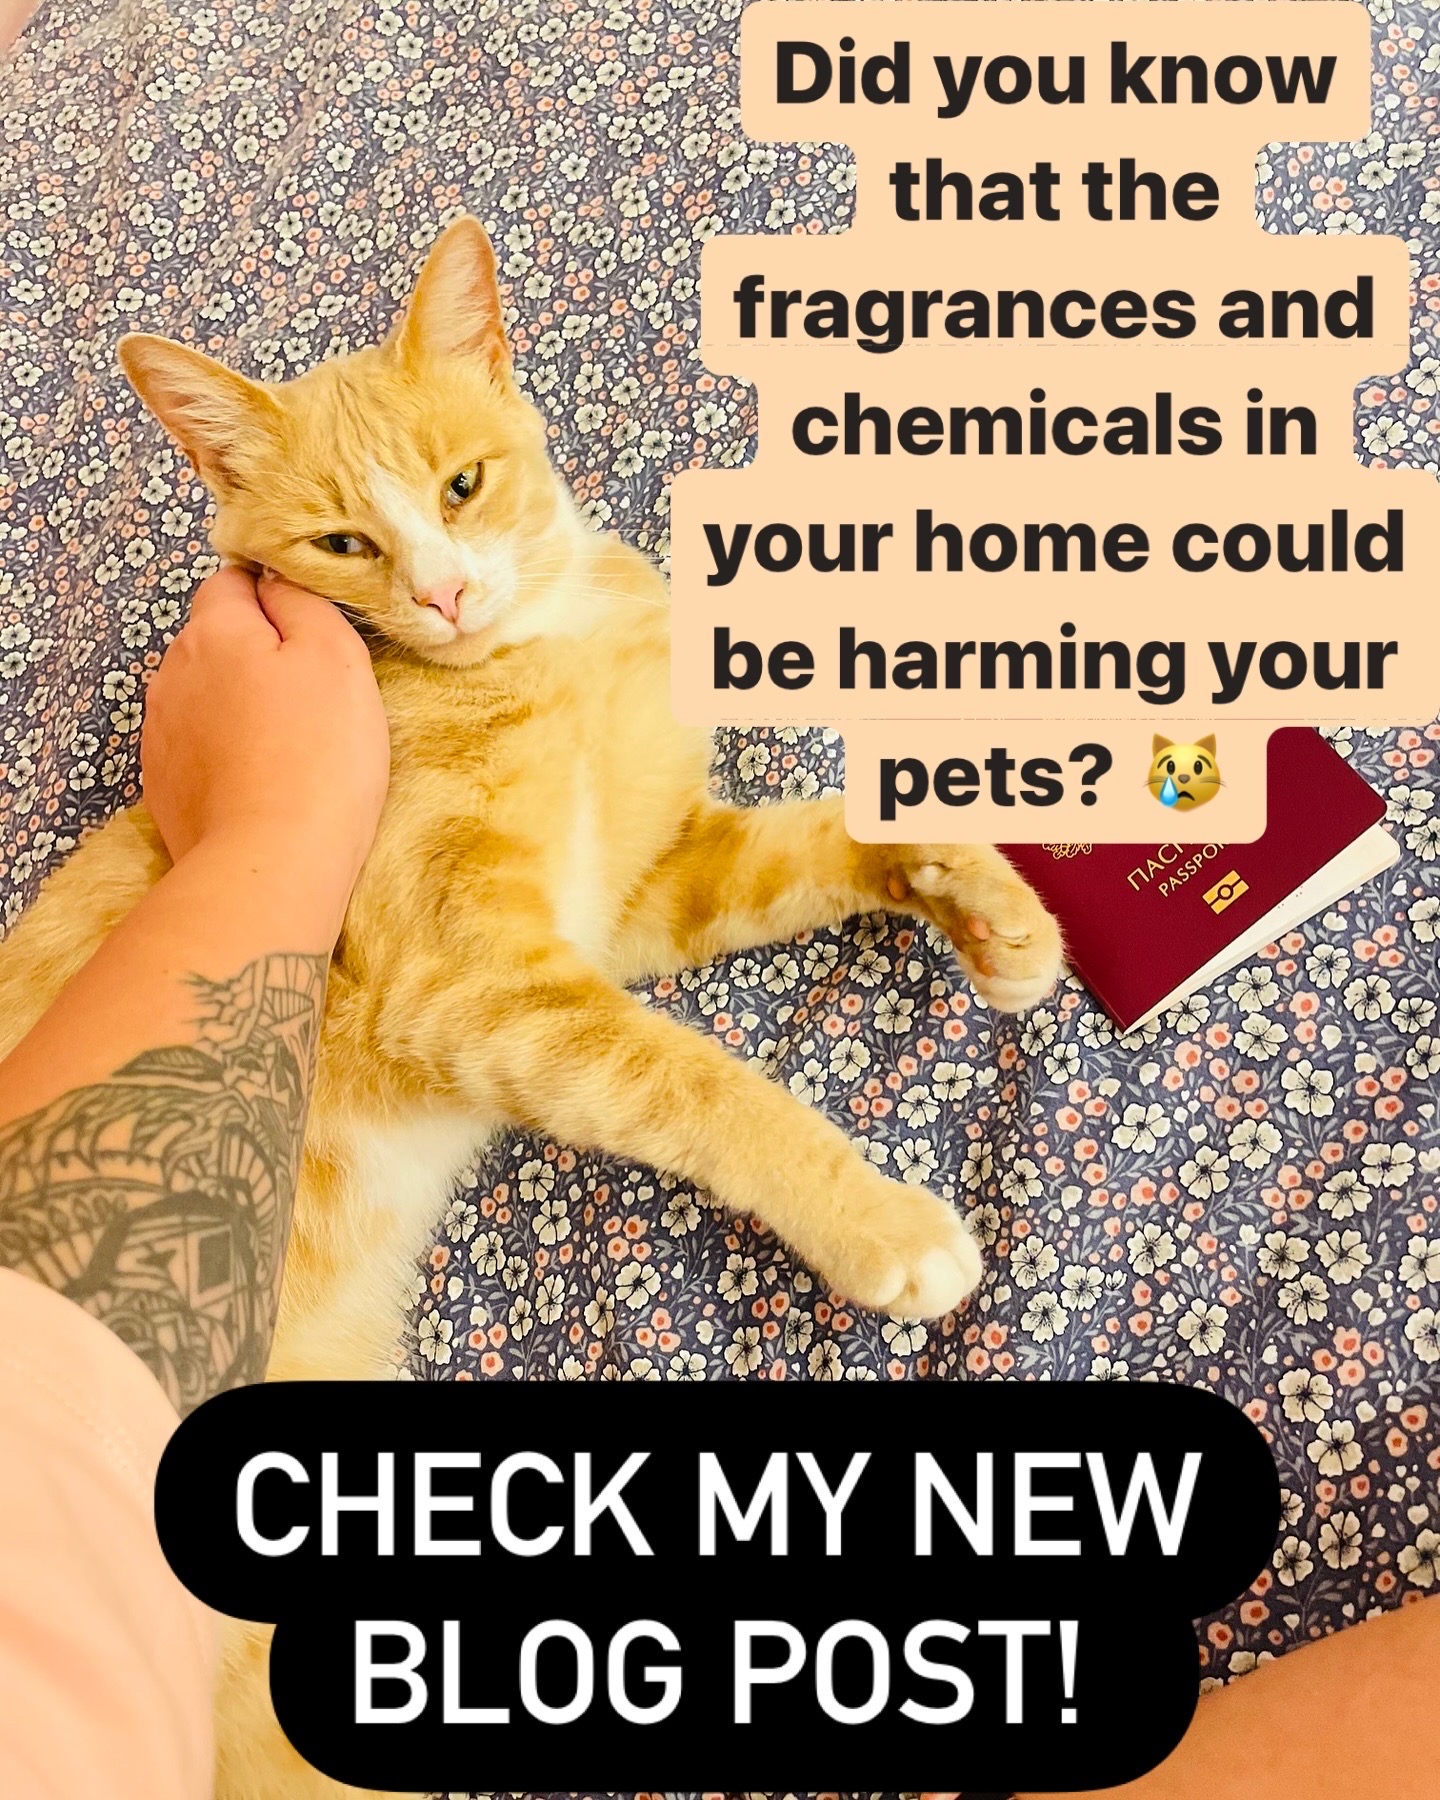 Did you know
that the
fragrances and
chemicals in
your home could
be harming your
pets? 😿
PASSPO
CHECK MY NEW
BLOG POST!